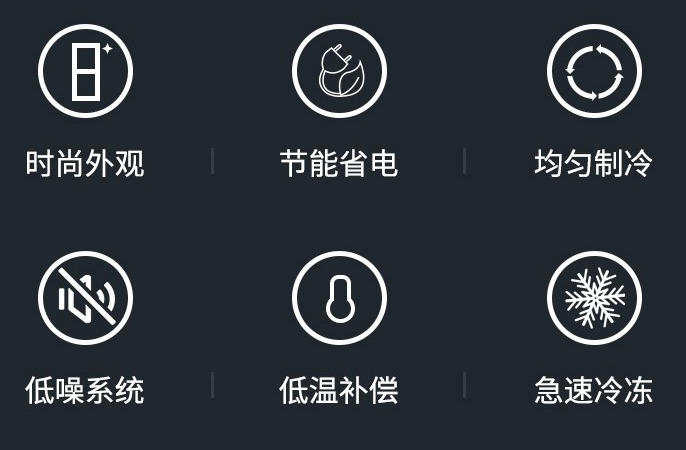 时尚外观
节能省电
均匀制冷
低噪系统
低温补偿
急速冷冻